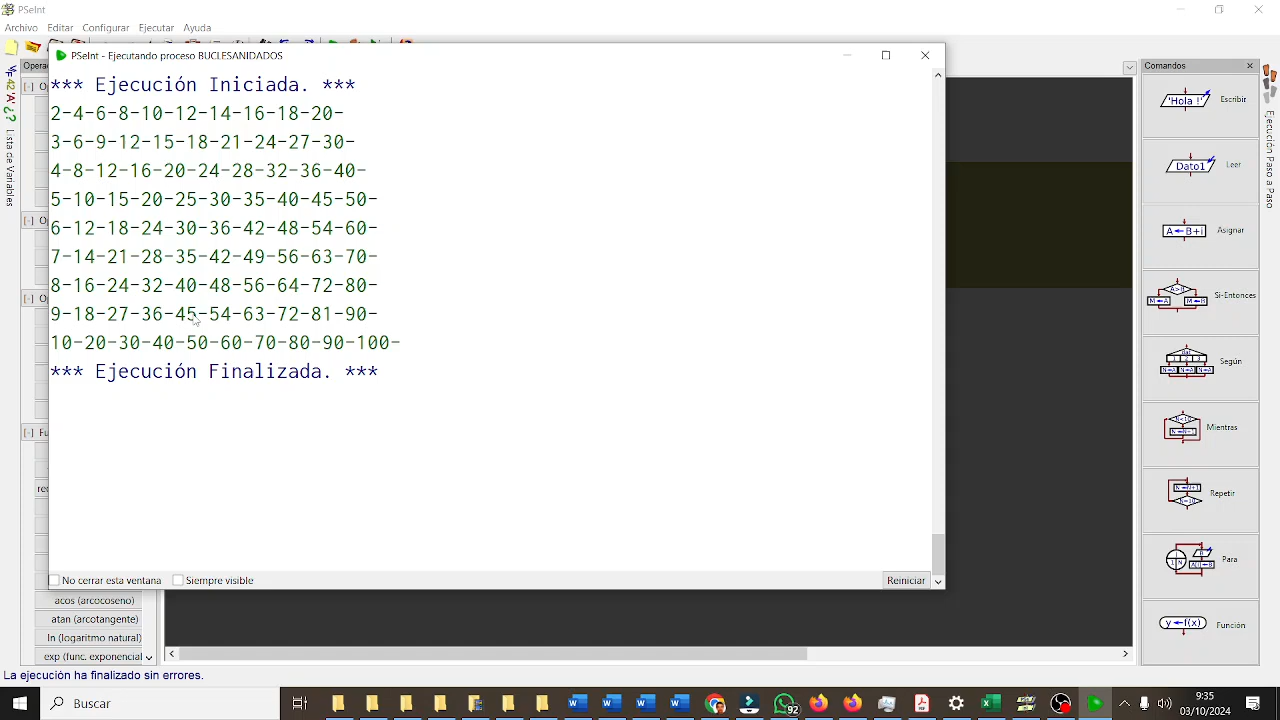 PSeInt
Archivo Editar Configurar Ejecutar Ayuda
PSeInt - Ejecutando proceso BUCLESANIDADOS
*** Ejecución Iniciada. ***
2-4-6-8-10-12-14-16-18-20-
3-6-9-12-15-18-21-24-27-30-
4-8-12-16-20-24-28-32-36-40-
5-10-15-20-25-30-35-40-45-50-
6-12-18-24-30-36-42-48-54-60-
7-14-21-28-35-42-49-56-63-70-
8-16-24-32-40-48-56-64-72-80-
9-18-27-36-45-54-63-72-81-90-
10-20-30-40-50-60-70-80-90-100-
*** Ejecución Finalizada. ***
No cerrar esta ventana Siempre visible Reiniciar
Lista de Variables
acos (arcocoseno)
atan (arcotangente)
ln (logaritmo natural)
exp (func. exponencial
Comandos
'Hola !' Escribir
Dato1 Leer
A←B+i Asignar
Si-Entonces
Según
Mientras
Repetir
Para
y←f(x) Función
Ejecución Paso a Paso
La ejecución ha finalizado sin errores.
Buscar
92
9:35
03/10/2024